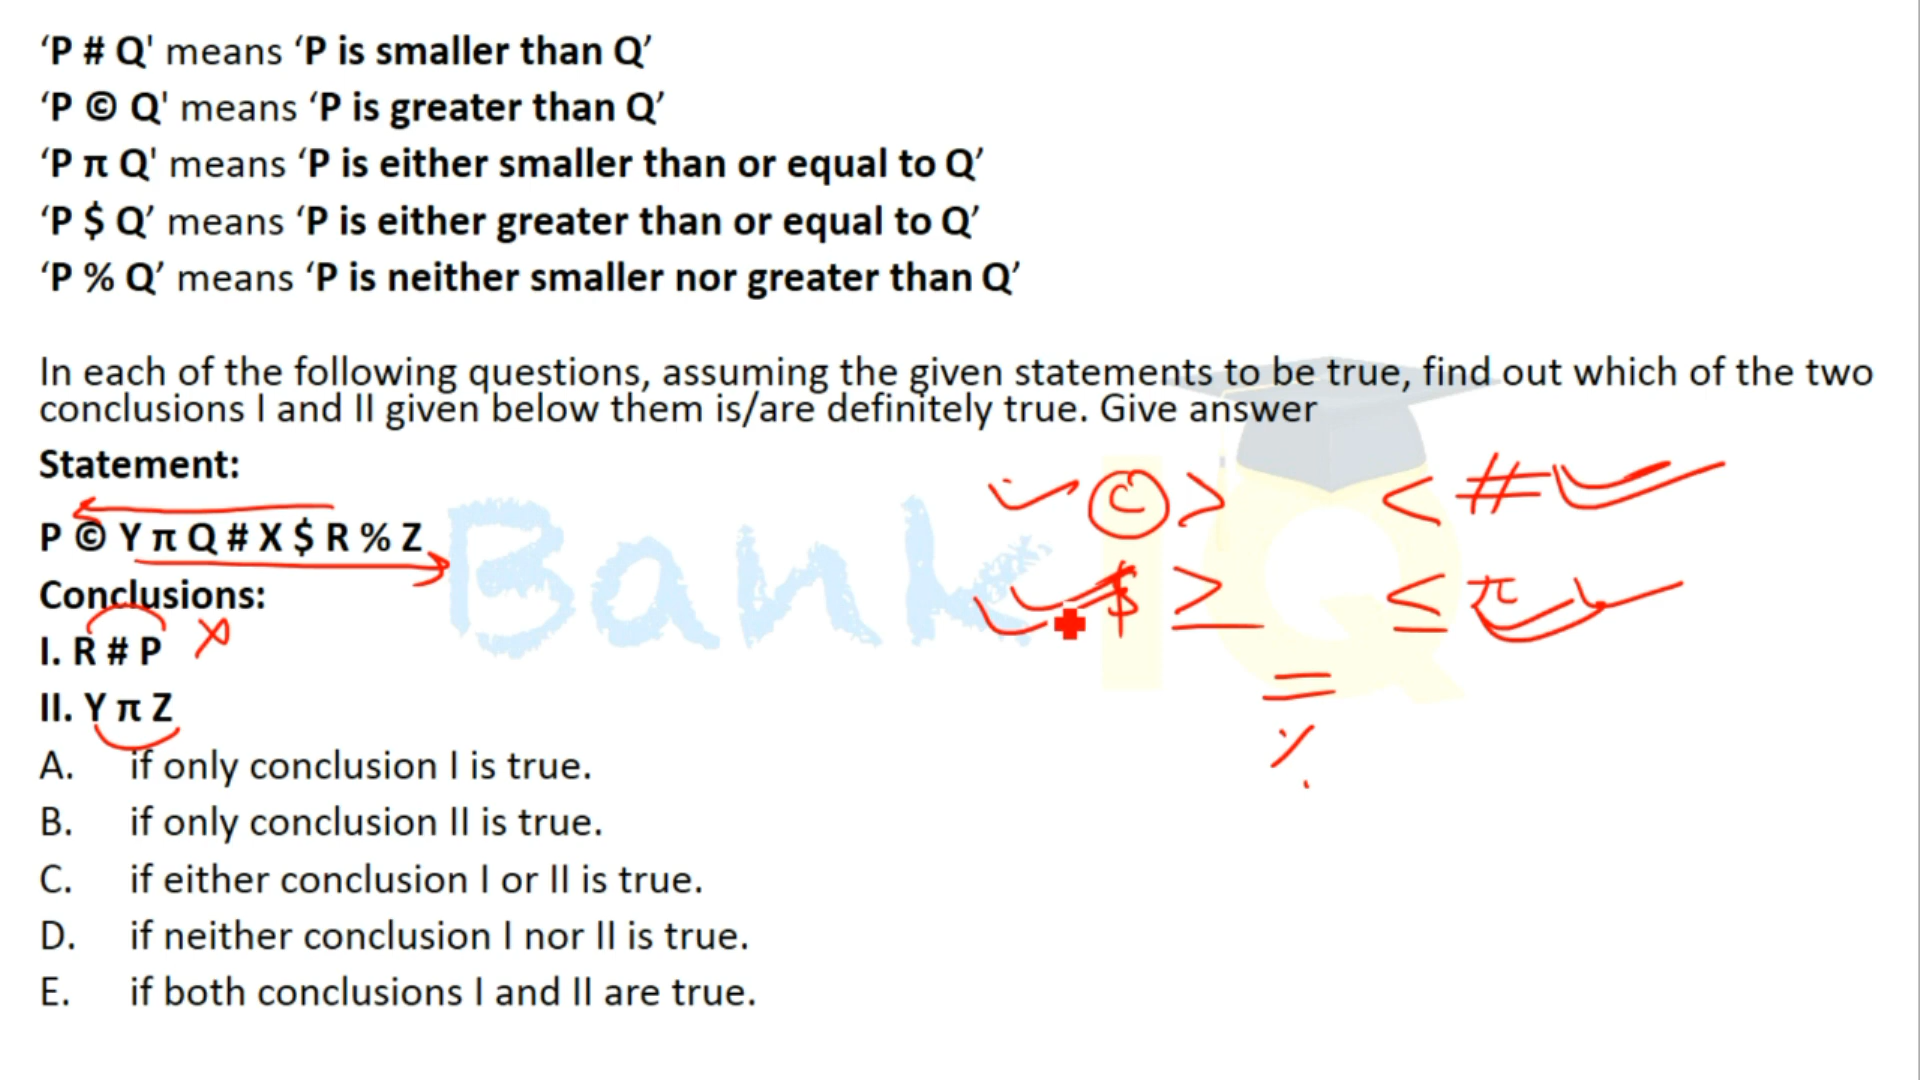 ‘P # Q' means ‘P is smaller than Q’
‘P © Q' means ‘P is greater than Q’
‘P π Q' means ‘P is either smaller than or equal to Q’
‘P $ Q’ means ‘P is either greater than or equal to Q’
‘P % Q’ means ‘P is neither smaller nor greater than Q’
In each of the following questions, assuming the given statements to be true, find out which of the two
conclusions I and II given below them is/are definitely true. Give answer
Statement:
© > < #
P © Y π Q # X $ R % Z
Bank IQ
Conclusions:
$ ≥ ≤ π
I. R # P
=
II. Y π Z
%
A. if only conclusion I is true.
B. if only conclusion II is true.
C. if either conclusion I or II is true.
D. if neither conclusion I nor II is true.
E. if both conclusions I and II are true.